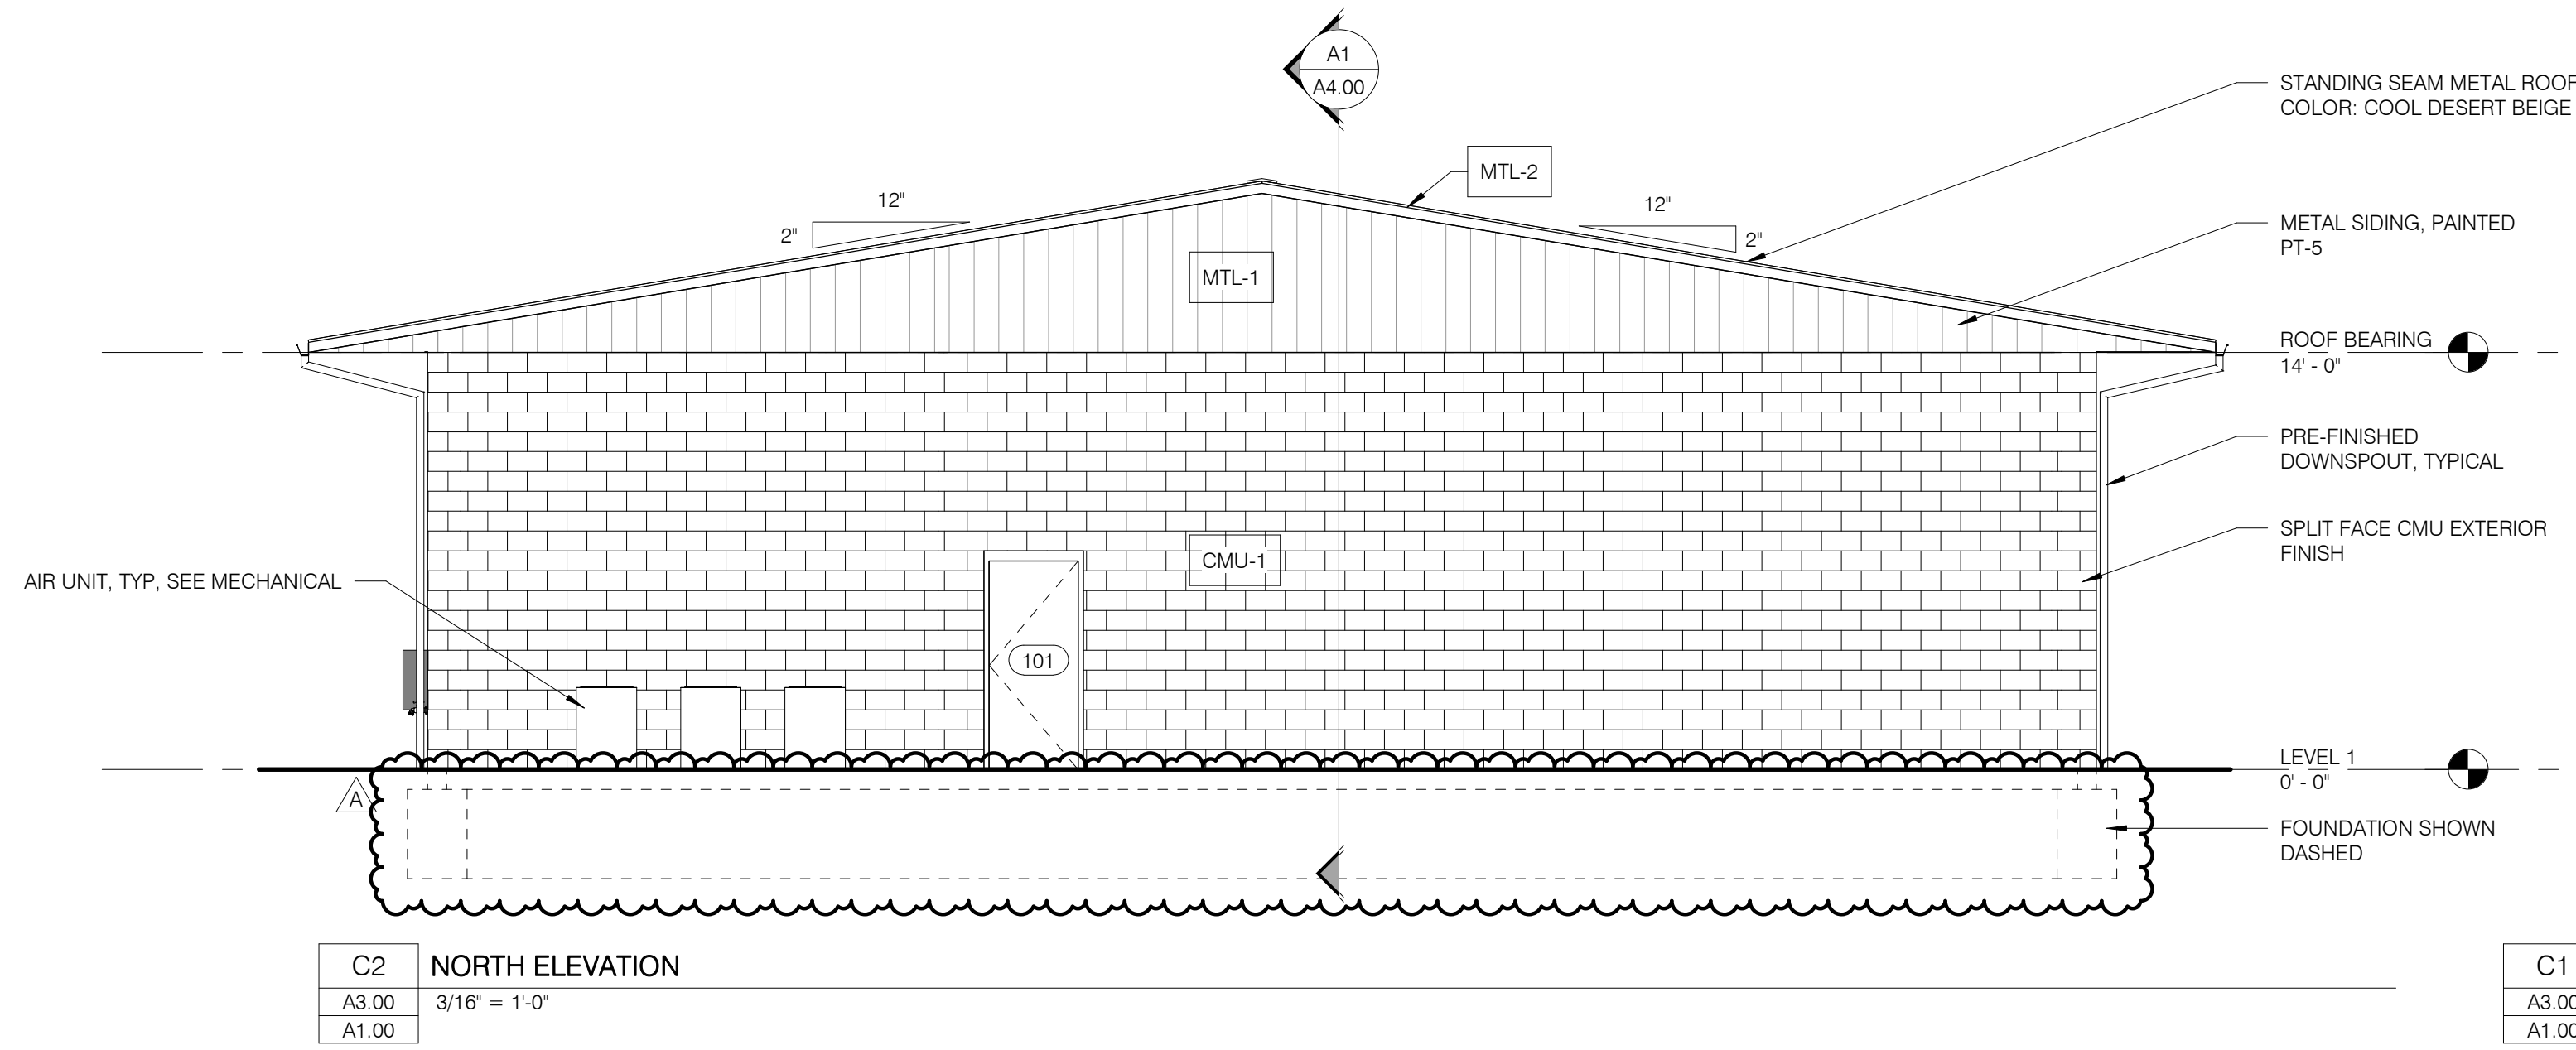 A1
A4.00
STANDING SEAM METAL ROOF
COLOR: COOL DESERT BEIGE
MTL-2
12"
2"
12"
2"
METAL SIDING, PAINTED
PT-5
MTL-1
ROOF BEARING
14' - 0"
PRE-FINISHED
DOWNSPOUT, TYPICAL
SPLIT FACE CMU EXTERIOR
FINISH
CMU-1
AIR UNIT, TYP, SEE MECHANICAL
101
LEVEL 1
0' - 0"
A
FOUNDATION SHOWN
DASHED
C2
NORTH ELEVATION
A3.00
3/16" = 1'-0"
A1.00
C1
A3.00
A1.00